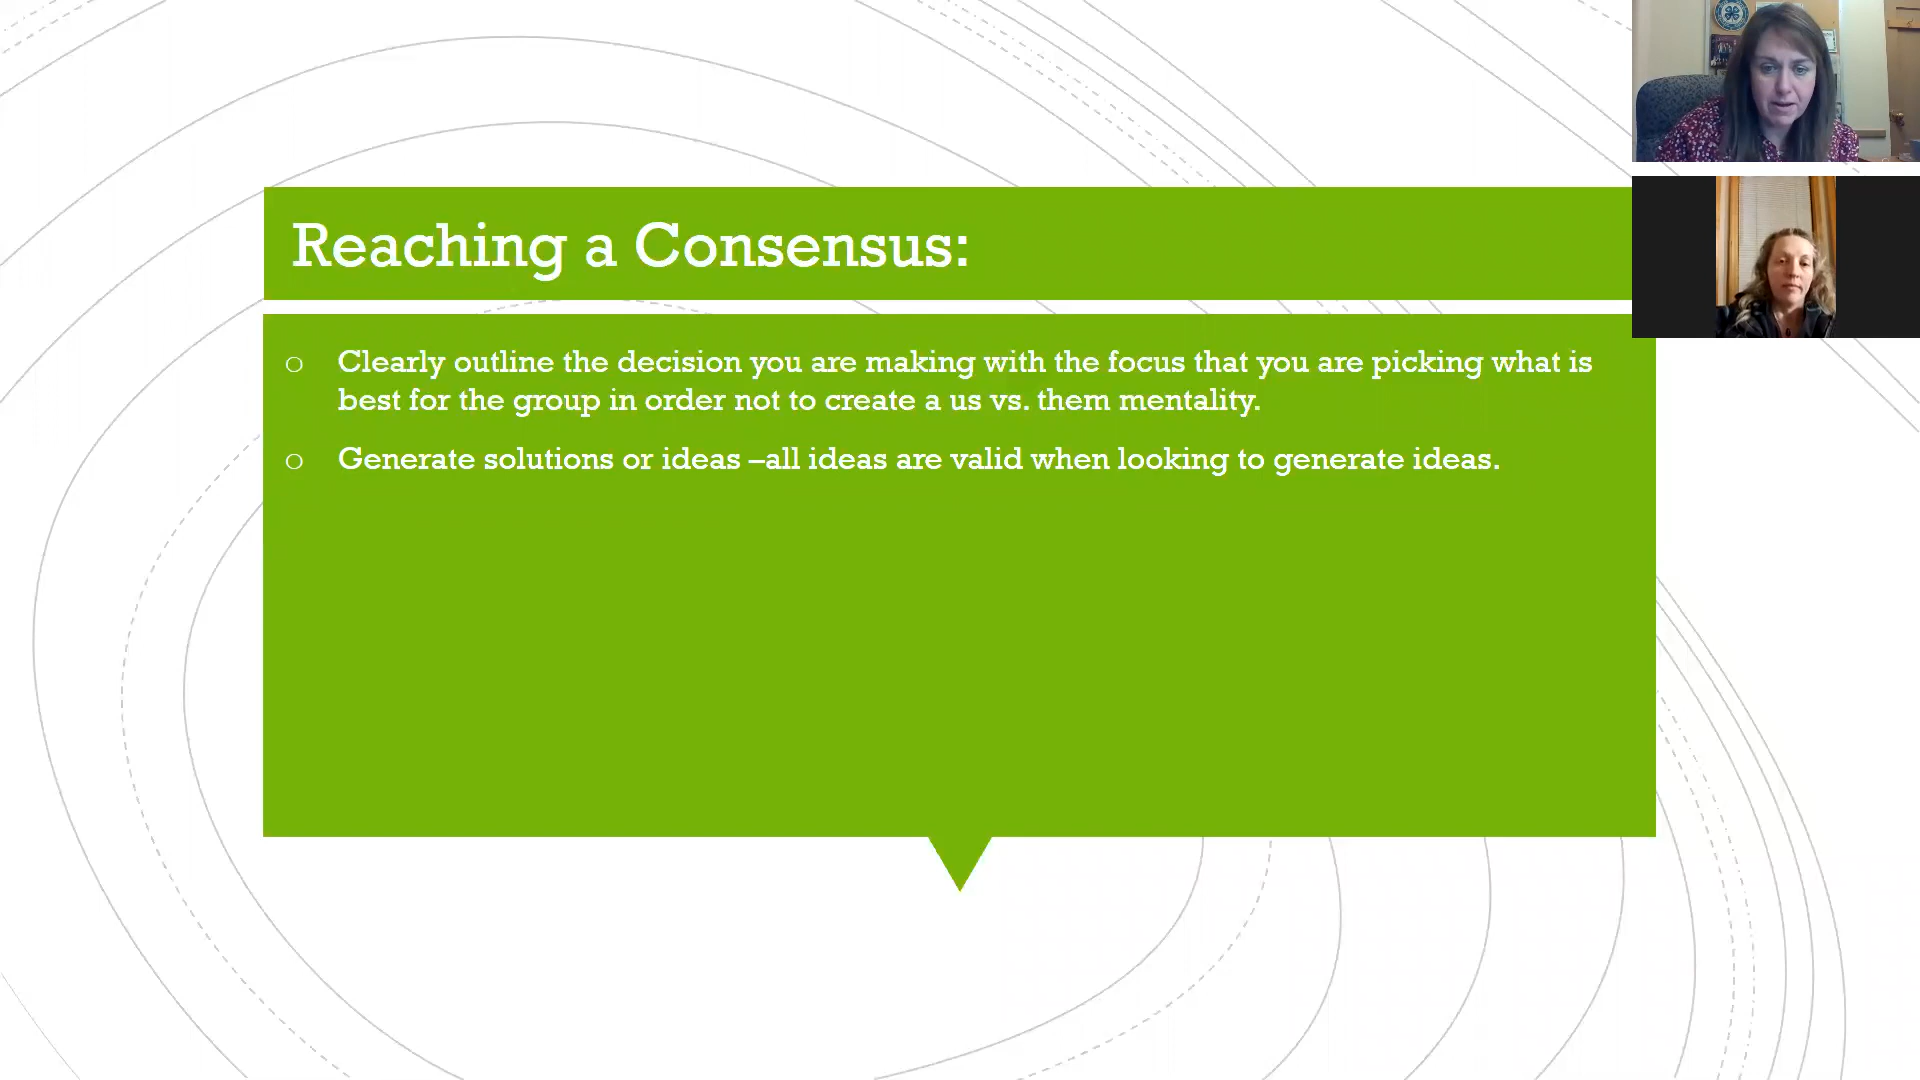 Reaching a Consensus:
○ Clearly outline the decision you are making with the focus that you are picking what is
best for the group in order not to create a us vs. them mentality.
○ Generate solutions or ideas –all ideas are valid when looking to generate ideas.